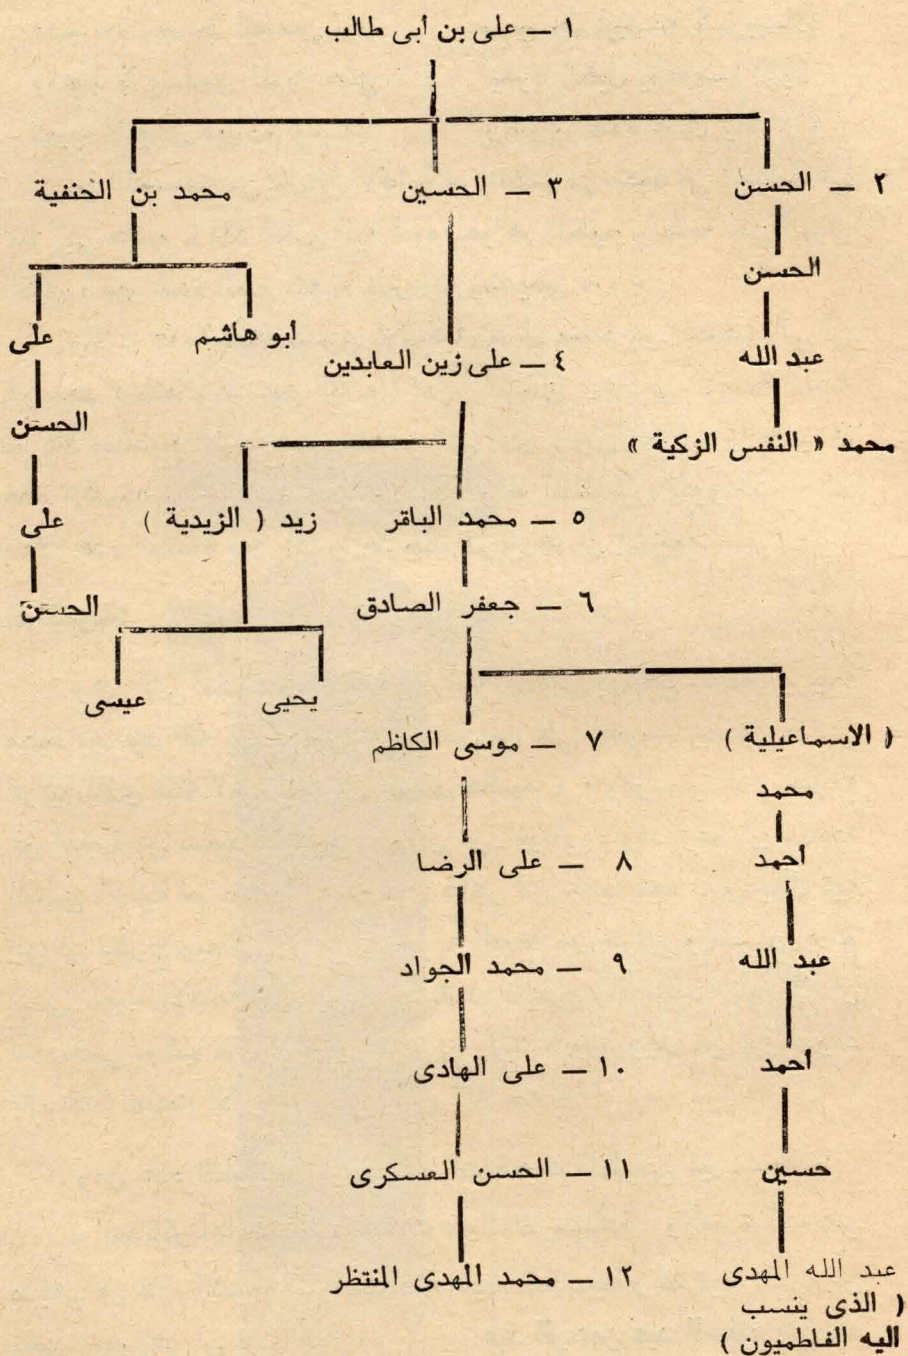 ١ — على بن أبى طالب
٢ — الحسن
٣ — الحسين
محمد بن الحنفية
الحسن
أبو هاشم
على
عبد الله
٤ — على زين العابدين
الحسن
محمد « النفس الزكية »
٥ — محمد الباقر
زيد ( الزيدية )
على
٦ — جعفر الصادق
الحسن
يحيى
عيسى
( الاسماعيلية )
٧ — موسى الكاظم
محمد
أحمد
٨ — على الرضا
عبد الله
٩ — محمد الجواد
أحمد
١٠ — على الهادى
حسين
١١ — الحسن العسكرى
عبد الله المهدى
١٢ — محمد المهدى المنتظر
( الذى ينسب
اليه الفاطميون )